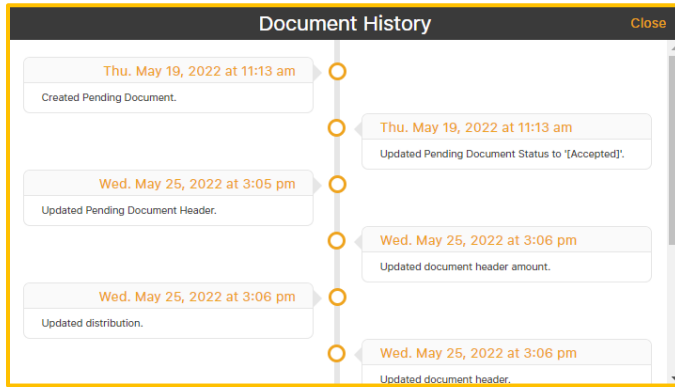 Document History
Close
Thu. May 19, 2022 at 11:13 am
Created Pending Document.
Thu. May 19, 2022 at 11:13 am
Updated Pending Document Status to '[Accepted]'.
Wed. May 25, 2022 at 3:05 pm
Updated Pending Document Header.
Wed. May 25, 2022 at 3:06 pm
Updated document header amount.
Wed. May 25, 2022 at 3:06 pm
Updated distribution.
Wed. May 25, 2022 at 3:06 pm
Updated document header.